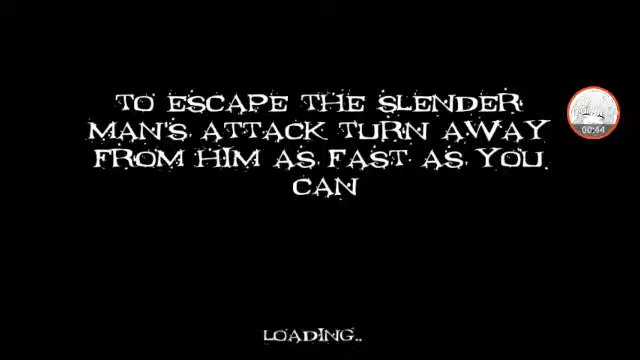 TO ESCAPE THE SLENDER
MAN'S ATTACK TURN AWAY
FROM HIM AS FAST AS YOU
CAN
00:44
LOADING..